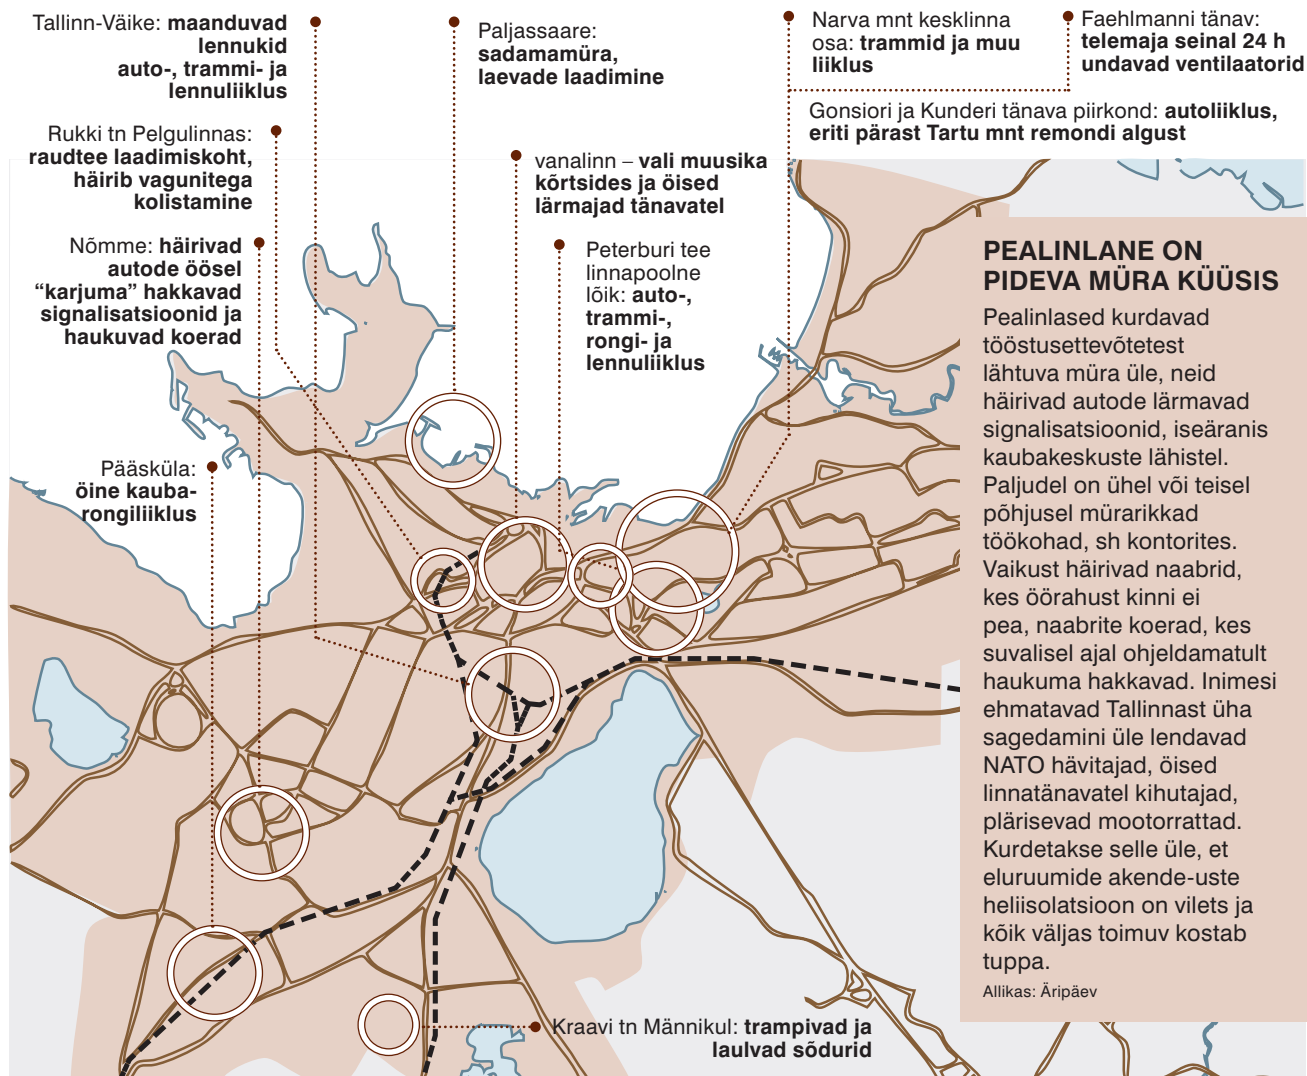 Tallinn-Väike: maanduvad
lennukid
auto-, trammi- ja
lennuliiklus
Paljassaare:
sadamamüra,
laevade laadimine
Narva mnt kesklinna
osa: trammid ja muu
liiklus
Faehlmanni tänav:
telemaja seinal 24 h
undavad ventilaatorid
Gonsiori ja Kunderi tänava piirkond: autoliiklus,
eriti pärast Tartu mnt remondi algust
Rukki tn Pelgulinnas:
raudtee laadimiskoht,
häirib vagunitega
kolistamine
vanalinn – vali muusika
kõrtsides ja öised
lärmajad tänavatel
Nõmme: häirivad
autode öösel
“karjuma” hakkavad
signalisatsioonid ja
haukuvad koerad
Peterburi tee
linnapoolne
lõik: auto-,
trammi-,
rongi- ja
lennuliiklus
Pääsküla:
öine kauba-
rongiliiklus
Kraavi tn Männikul: trampivad ja
laulvad sõdurid
PEALINLANE ON
PIDEVA MÜRA KÜÜSIS
Pealinlased kurdavad
tööstusettevõtetest
lähtuva müra üle, neid
häirivad autode lärmavad
signalisatsioonid, iseäranis
kaubakeskuste lähistel.
Paljudel on ühel või teisel
põhjusel mürarikkad
töökohad, sh kontorites.
Vaikust häirivad naabrid,
kes öörahust kinni ei
pea, naabrite koerad, kes
suvalisel ajal ohjeldamatult
haukuma hakkavad. Inimesi
ehmatavad Tallinnast üha
sagedamini üle lendavad
NATO hävitajad, öised
linnatänavatel kihutajad,
plärisevad mootorrattad.
Kurdetakse selle üle, et
eluruumide akende-uste
heliisolatsioon on vilets ja
kõik väljas toimuv kostab
tuppa.
Allikas: Äripäev